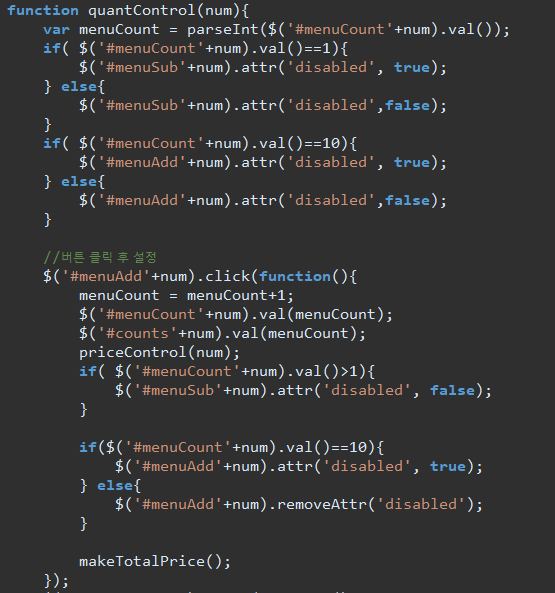 function quantControl(num){
    var menuCount = parseInt($('#menuCount'+num).val());
    if( $('#menuCount'+num).val()==1){
        $('#menuSub'+num).attr('disabled', true);
    } else{
        $('#menuSub'+num).attr('disabled',false);
    }
    if( $('#menuCount'+num).val()==10){
        $('#menuAdd'+num).attr('disabled', true);
    } else{
        $('#menuAdd'+num).attr('disabled',false);
    }

    //버튼 클릭 후 설정
    $('#menuAdd'+num).click(function(){
        menuCount = menuCount+1;
        $('#menuCount'+num).val(menuCount);
        $('#counts'+num).val(menuCount);
        priceControl(num);
        if( $('#menuCount'+num).val()>1){
            $('#menuSub'+num).attr('disabled', false);
        }

        if($('#menuCount'+num).val()==10){
            $('#menuAdd'+num).attr('disabled', true);
        } else{
            $('#menuAdd'+num).removeAttr('disabled');
        }

        makeTotalPrice();
    });